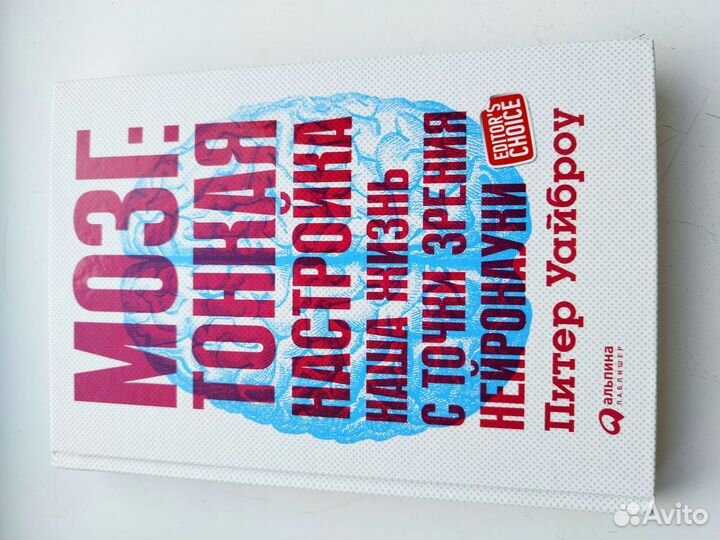 МОЗГ:
ТОНКАЯ
НАСТРОЙКА
НАША ЖИЗНЬ
С ТОЧКИ ЗРЕНИЯ
НЕЙРОНАУКИ
EDITOR'S
CHOICE
Питер Уайброу
альпина
ПАБЛИШЕР
Avito